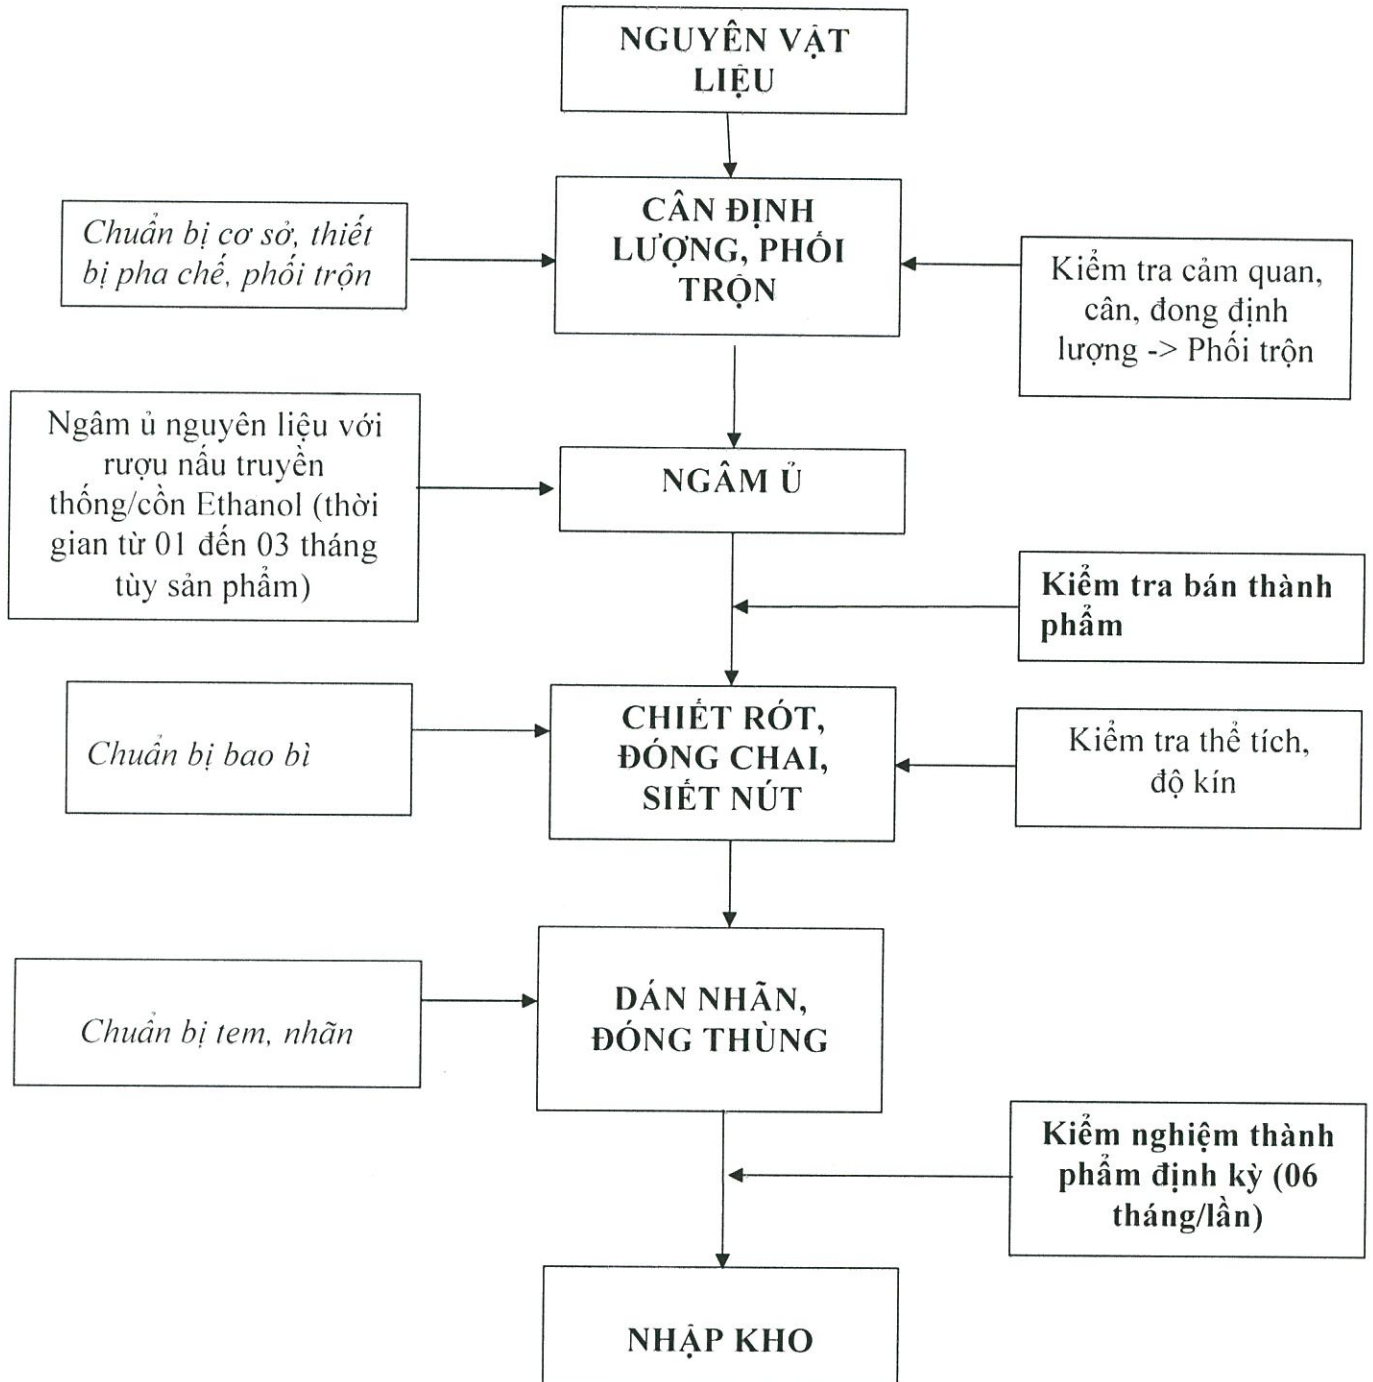 NGUYÊN VẬT
LIỆU
CÂN ĐỊNH
LƯỢNG, PHỐI
TRỘN
Chuẩn bị cơ sở, thiết
bị pha chế, phối trộn
Kiểm tra cảm quan,
cân, đong định
lượng -> Phối trộn
Ngâm ủ nguyên liệu với
rượu nấu truyền
thống/cồn Ethanol (thời
gian từ 01 đến 03 tháng
tùy sản phẩm)
NGÂM Ủ
Kiểm tra bán thành
phẩm
CHIẾT RÓT,
ĐÓNG CHAI,
SIẾT NÚT
Chuẩn bị bao bì
Kiểm tra thể tích,
độ kín
DÁN NHÃN,
ĐÓNG THÙNG
Chuẩn bị tem, nhãn
Kiểm nghiệm thành
phẩm định kỳ (06
tháng/lần)
NHẬP KHO